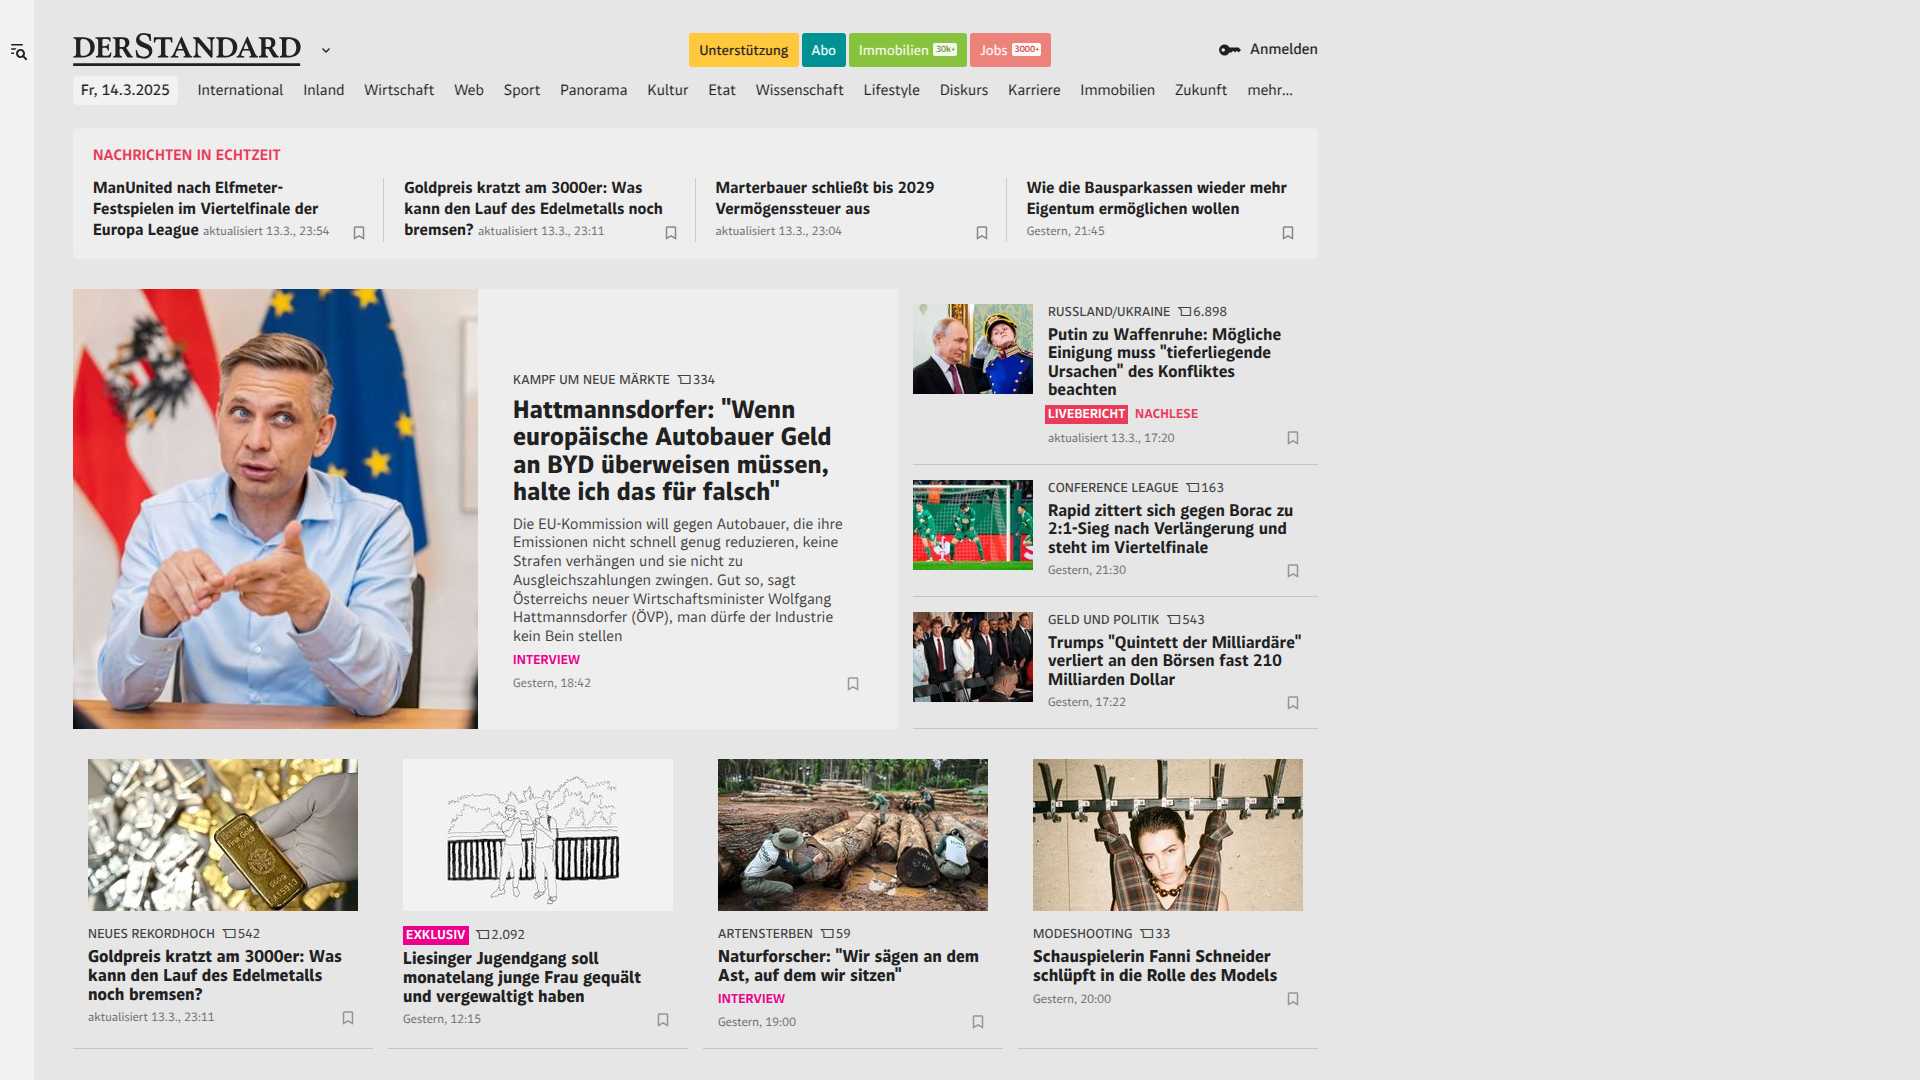 DERSTANDARD
Unterstützung
Abo
Immobilien 30k+
Jobs 3000+
Anmelden
Fr, 14.3.2025
International
Inland
Wirtschaft
Web
Sport
Panorama
Kultur
Etat
Wissenschaft
Lifestyle
Diskurs
Karriere
Immobilien
Zukunft
mehr...
NACHRICHTEN IN ECHTZEIT
ManUnited nach Elfmeter-
Festspielen im Viertelfinale der
Europa League aktualisiert 13.3., 23:54
Goldpreis kratzt am 3000er: Was
kann den Lauf des Edelmetalls noch
bremsen? aktualisiert 13.3., 23:11
Marterbauer schließt bis 2029
Vermögenssteuer aus
aktualisiert 13.3., 23:04
Wie die Bausparkassen wieder mehr
Eigentum ermöglichen wollen
Gestern, 21:45
KAMPF UM NEUE MÄRKTE 334
Hattmannsdorfer: "Wenn
europäische Autobauer Geld
an BYD überweisen müssen,
halte ich das für falsch"
Die EU-Kommission will gegen Autobauer, die ihre
Emissionen nicht schnell genug reduzieren, keine
Strafen verhängen und sie nicht zu
Ausgleichszahlungen zwingen. Gut so, sagt
Österreichs neuer Wirtschaftsminister Wolfgang
Hattmannsdorfer (ÖVP), man dürfe der Industrie
kein Bein stellen
INTERVIEW
Gestern, 18:42
RUSSLAND/UKRAINE 6.898
Putin zu Waffenruhe: Mögliche
Einigung muss "tieferliegende
Ursachen" des Konfliktes
beachten
LIVEBERICHT NACHLESE
aktualisiert 13.3., 17:20
CONFERENCE LEAGUE 163
Rapid zittert sich gegen Borac zu
2:1-Sieg nach Verlängerung und
steht im Viertelfinale
Gestern, 21:30
GELD UND POLITIK 543
Trumps "Quintett der Milliardäre"
verliert an den Börsen fast 210
Milliarden Dollar
Gestern, 17:22
NEUES REKORDHOCH 542
Goldpreis kratzt am 3000er: Was
kann den Lauf des Edelmetalls
noch bremsen?
aktualisiert 13.3., 23:11
EXKLUSIV 2.092
Liesinger Jugendgang soll
monatelang junge Frau gequält
und vergewaltigt haben
Gestern, 12:15
ARTENSTERBEN 59
Naturforscher: "Wir sägen an dem
Ast, auf dem wir sitzen"
INTERVIEW
Gestern, 19:00
MODESHOOTING 33
Schauspielerin Fanni Schneider
schlüpft in die Rolle des Models
Gestern, 20:00